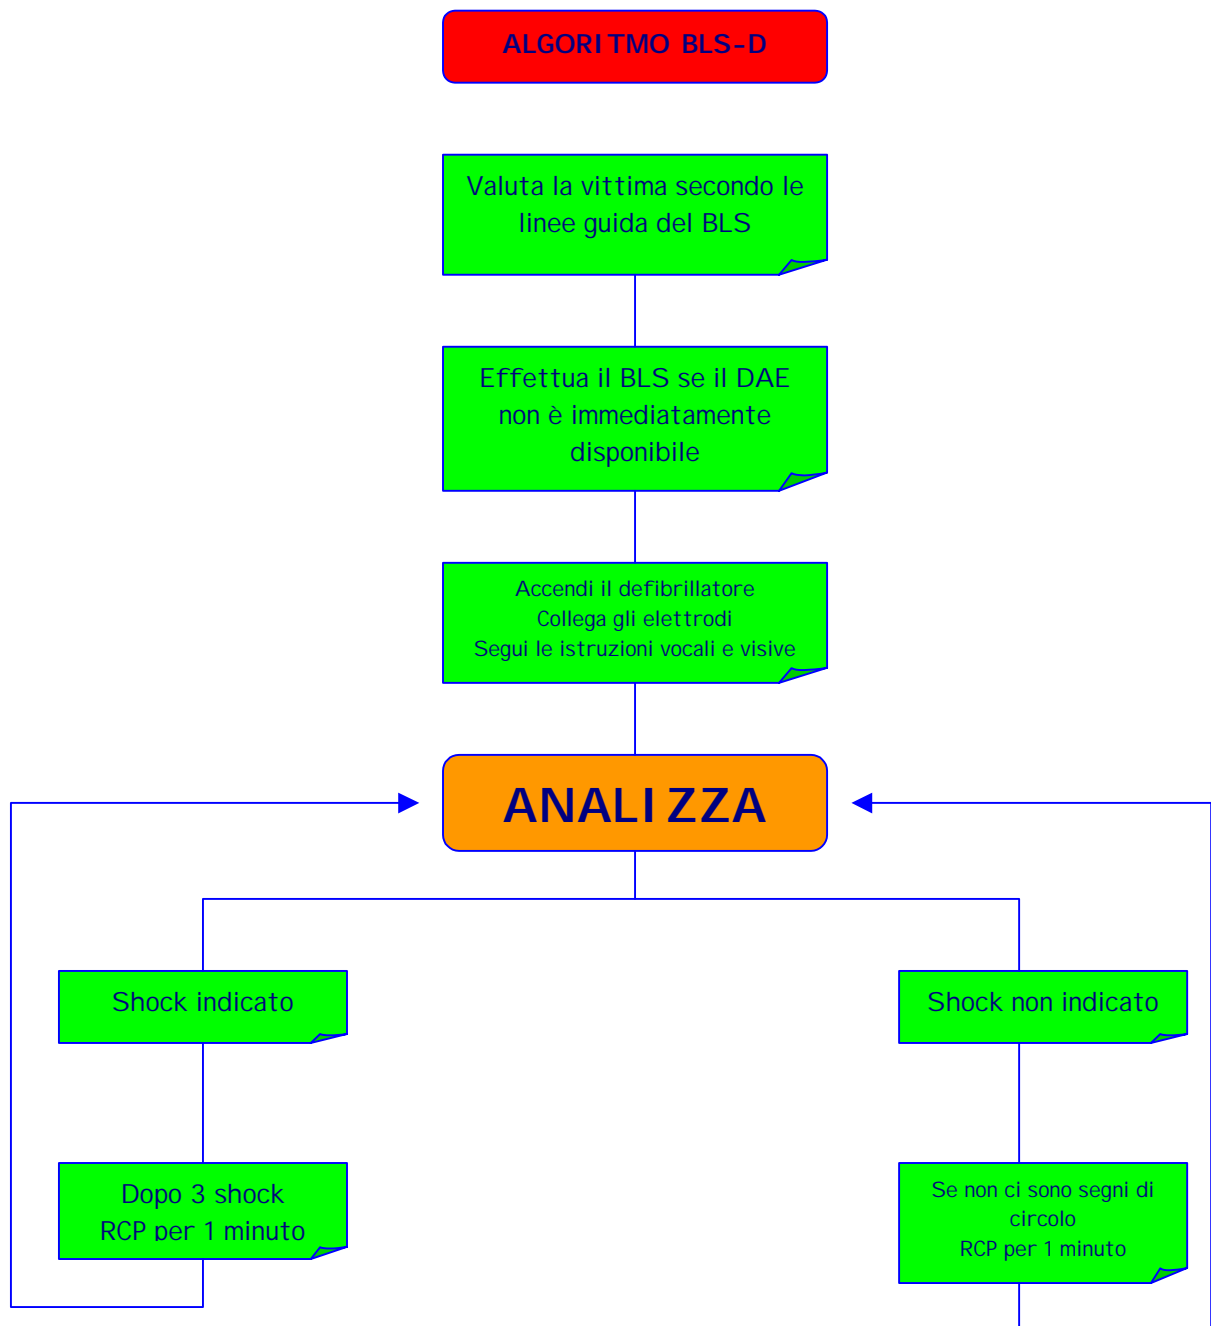 ALGORITMO BLS-D
Valuta la vittima secondo le
linee guida del BLS
Effettua il BLS se il DAE
non è immediatamente
disponibile
Accendi il defibrillatore
Collega gli elettrodi
Segui le istruzioni vocali e visive
ANALIZZA
Shock indicato
Shock non indicato
Dopo 3 shock
RCP per 1 minuto
Se non ci sono segni di
circolo
RCP per 1 minuto